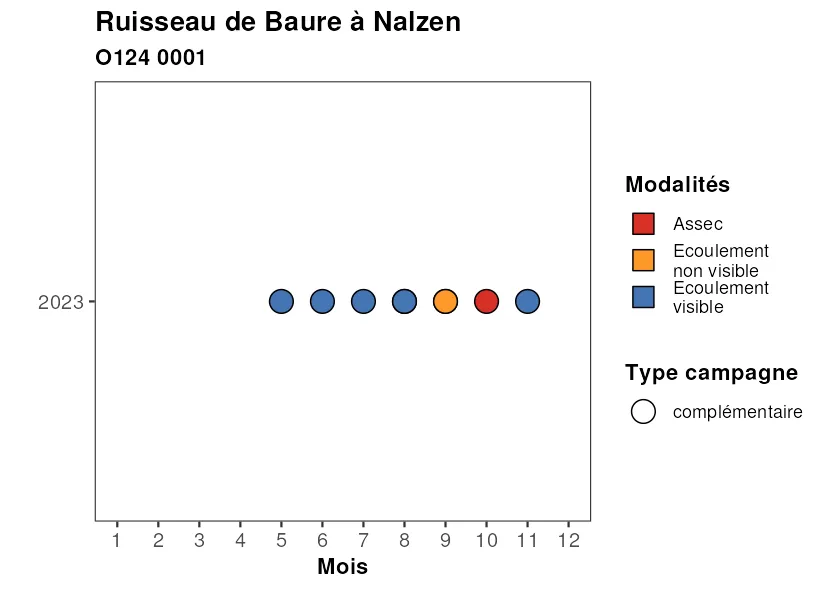 Ruisseau de Baure à Nalzen
O124 0001
2023
1 2 3 4 5 6 7 8 9 10 11 12
Mois
Modalités
Assec
Ecoulement
non visible
Ecoulement
visible
Type campagne
complémentaire